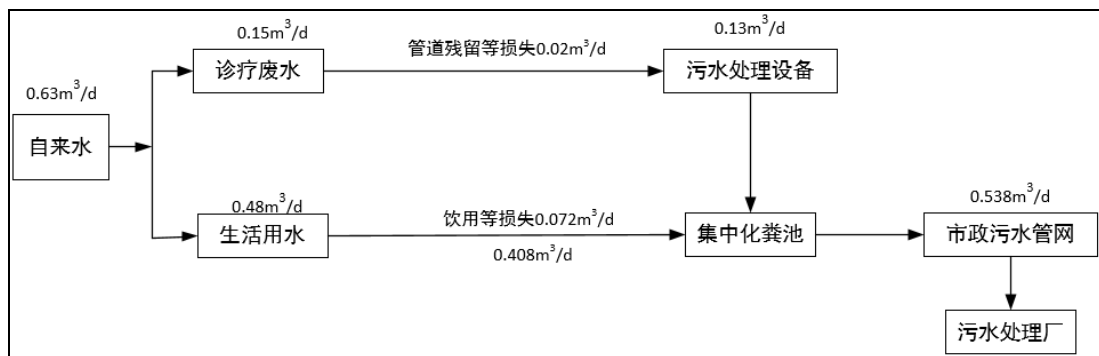 0.15m³/d
诊疗废水
管道残留等损失0.02m³/d
0.13m³/d
污水处理设备
0.63m³/d
自来水
0.48m³/d
生活用水
饮用等损失0.072m³/d
0.408m³/d
集中化粪池
0.538m³/d
市政污水管网
污水处理厂